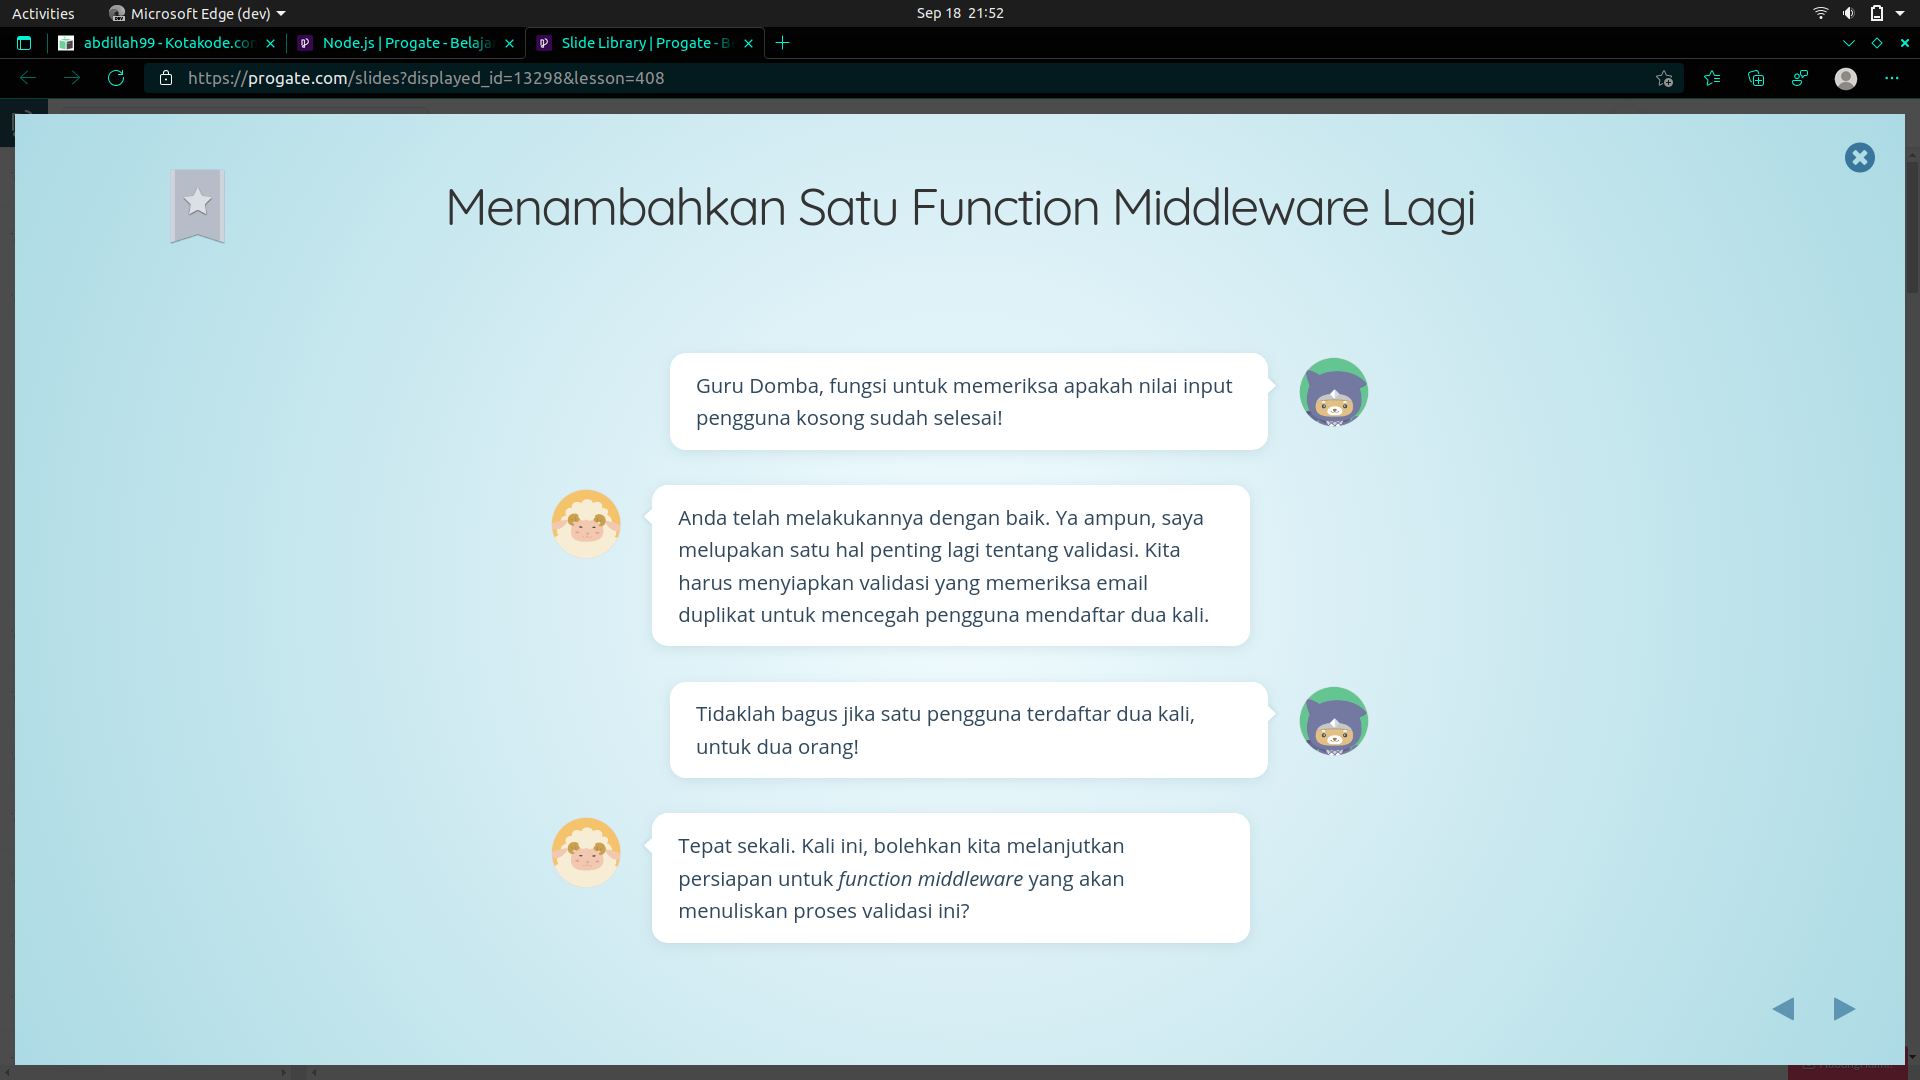 Activities
Microsoft Edge (dev)
Sep 18 21:52
abdillah99 - Kotakode.con
Node.js | Progate - Belaja
Slide Library | Progate - B
https://progate.com/slides?displayed_id=13298&lesson=408
Menambahkan Satu Function Middleware Lagi
Guru Domba, fungsi untuk memeriksa apakah nilai input
pengguna kosong sudah selesai!
Anda telah melakukannya dengan baik. Ya ampun, saya
melupakan satu hal penting lagi tentang validasi. Kita
harus menyiapkan validasi yang memeriksa email
duplikat untuk mencegah pengguna mendaftar dua kali.
Tidaklah bagus jika satu pengguna terdaftar dua kali,
untuk dua orang!
Tepat sekali. Kali ini, bolehkan kita melanjutkan
persiapan untuk function middleware yang akan
menuliskan proses validasi ini?